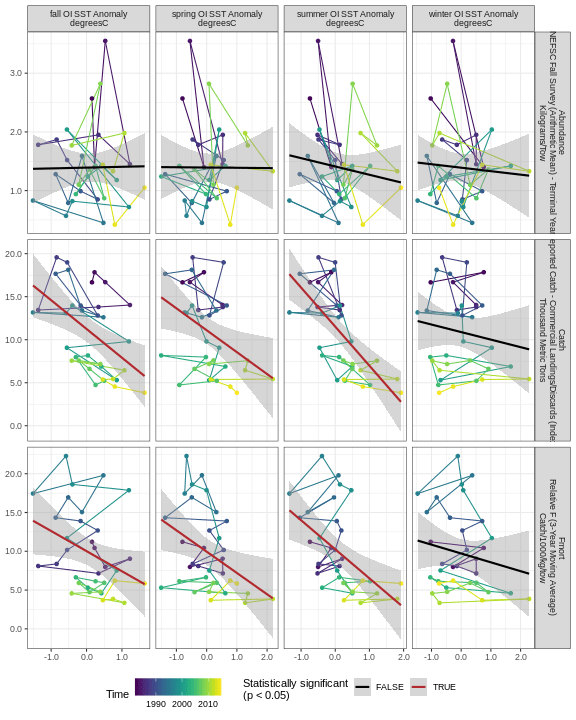 fall OI SST Anomaly
degreesC
spring OI SST Anomaly
degreesC
summer OI SST Anomaly
degreesC
winter OI SST Anomaly
degreesC
3.0
2.0
1.0
Abundance
NEFSC Fall Survey (Arithmetic Mean) - Terminal Year
Kilograms/tow
20.0
15.0
10.0
5.0
0.0
Catch
eported Catch - Commercial Landings/Discards (Inde
Thousand Metric Tons
20.0
15.0
10.0
5.0
0.0
Fmort
Relative F (3-Year Moving Average)
Catch/1000/kg/tow
-1.0 0.0 1.0
-1.0 0.0 1.0 2.0
-1.0 0.0 1.0 2.0
-1.0 0.0 1.0 2.0
Time
1990 2000 2010
Statistically significant
(p < 0.05)
FALSE
TRUE